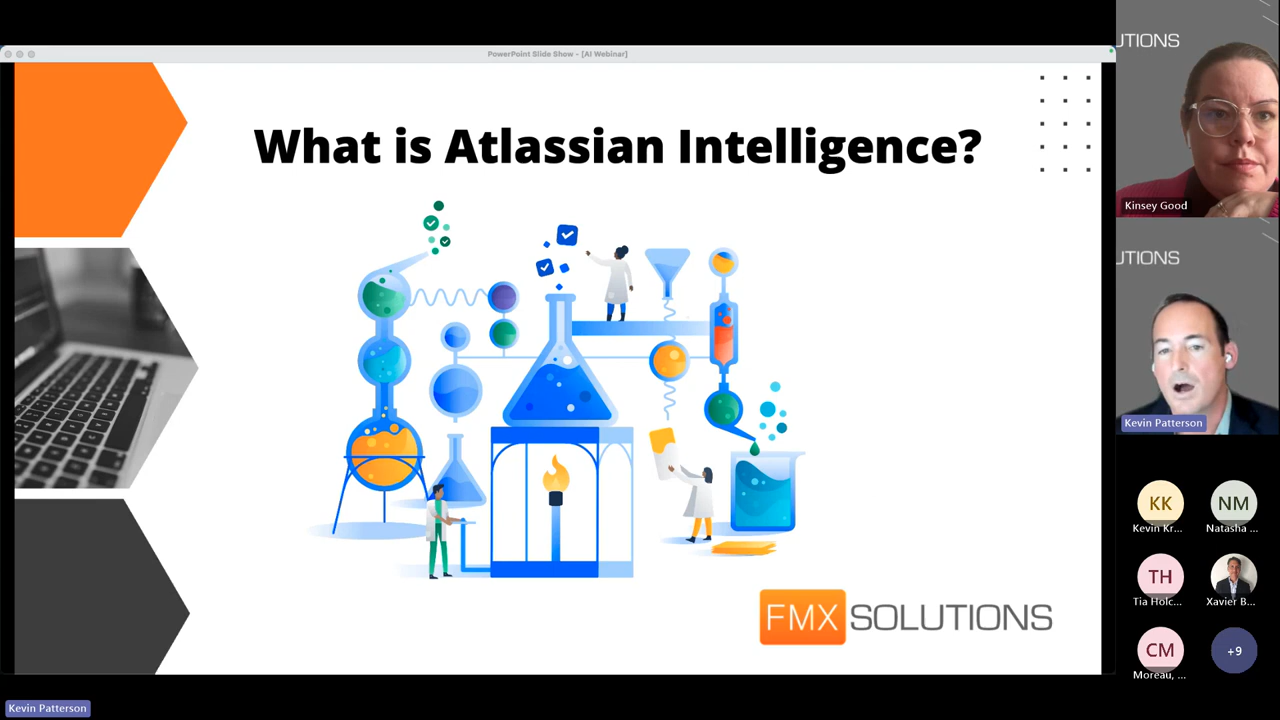 PowerPoint Slide Show - [AI Webinar]
What is Atlassian Intelligence?
FMX SOLUTIONS
Kevin Patterson
UTIONS
Kinsey Good
UTIONS
Kevin Patterson
KK
Kevin Kr...
NM
Natasha ...
TH
Tia Holc...
Xavier B...
CM
Moreau, ...
+9